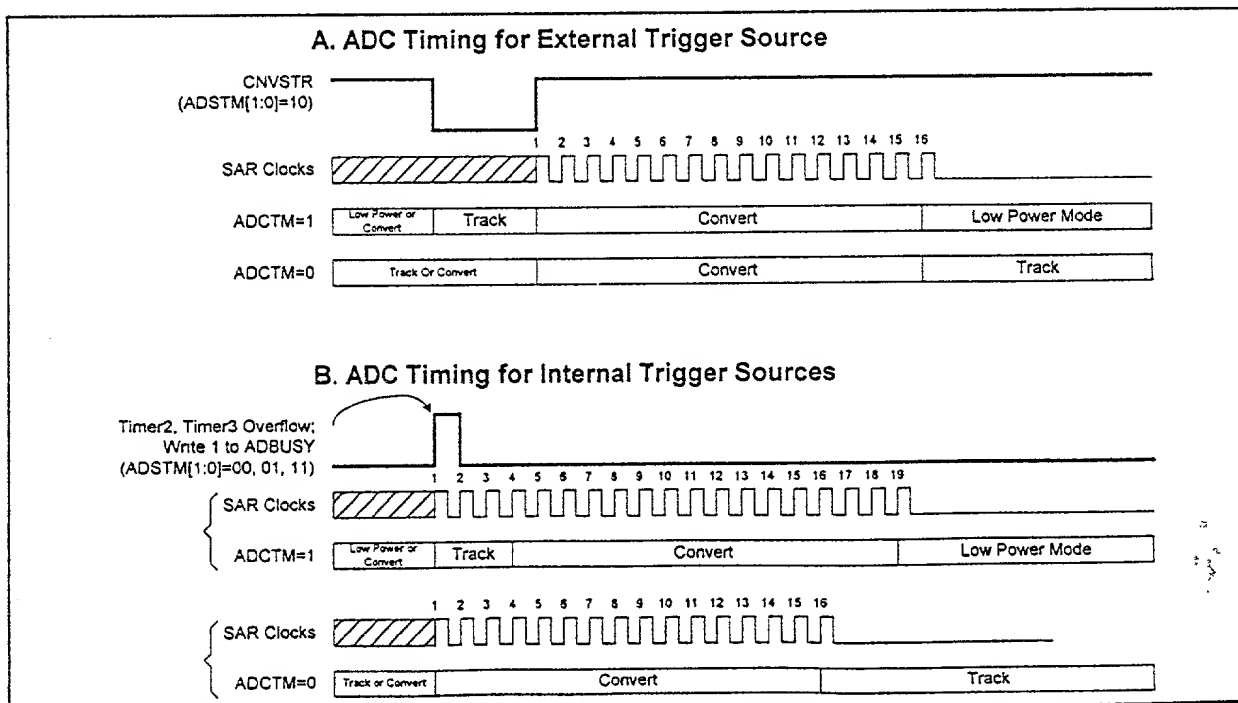 A. ADC Timing for External Trigger Source
CNVSTR
(ADSTM[1:0]=10)
1 2 3 4 5 6 7 8 9 10 11 12 13 14 15 16
SAR Clocks
ADCTM=1
Low Power or
Convert
Track
Convert
Low Power Mode
ADCTM=0
Track Or Convert
Convert
Track
B. ADC Timing for Internal Trigger Sources
Timer2, Timer3 Overflow;
Write 1 to ADBUSY
(ADSTM[1:0]=00, 01, 11)
1 2 3 4 5 6 7 8 9 10 11 12 13 14 15 16 17 18 19
SAR Clocks
ADCTM=1
Low Power or
Convert
Track
Convert
Low Power Mode
1 2 3 4 5 6 7 8 9 10 11 12 13 14 15 16
SAR Clocks
ADCTM=0
Track or Convert
Convert
Track